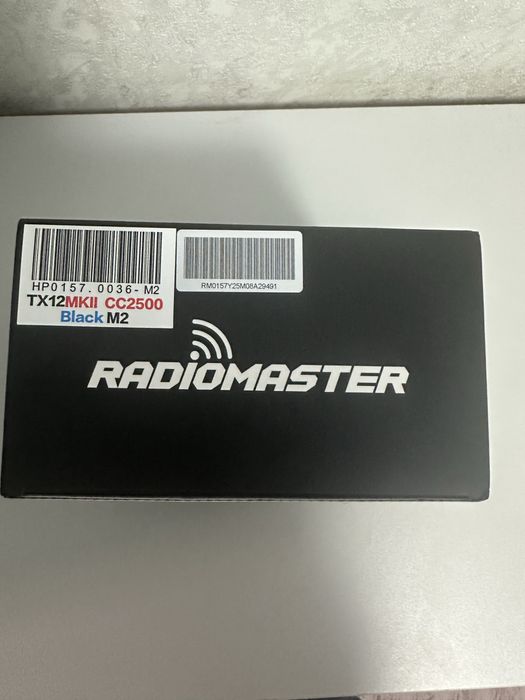 HP0157.0036-M2
TX12MKII CC2500
Black M2
RM0157Y25M08A29491
RADIOMASTER